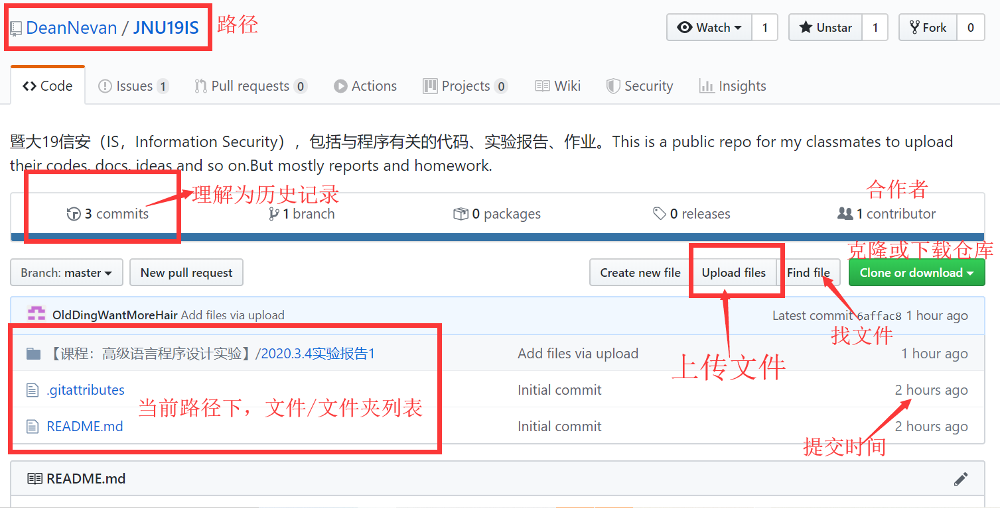 DeanNevan / JNU19IS 路径 Watch 1 Unstar 1 Fork 0
Code Issues 1 Pull requests 0 Actions Projects 0 Wiki Security Insights
暨大19信安（IS，Information Security），包括与程序有关的代码、实验报告、作业。This is a public repo for my classmates to upload
their codes, docs, ideas and so on.But mostly reports and homework.
理解为历史记录 合作者
3 commits 1 branch 0 packages 0 releases 1 contributor
克隆或下载仓库
Branch: master New pull request Create new file Upload files Find file Clone or download
OldDingWantMoreHair Add files via upload Latest commit 6affac8 1 hour ago
找文件
【课程：高级语言程序设计实验】/2020.3.4实验报告1 Add files via upload 1 hour ago
上传文件
.gitattributes Initial commit 2 hours ago
当前路径下，文件/文件夹列表
README.md Initial commit 2 hours ago
提交时间
README.md